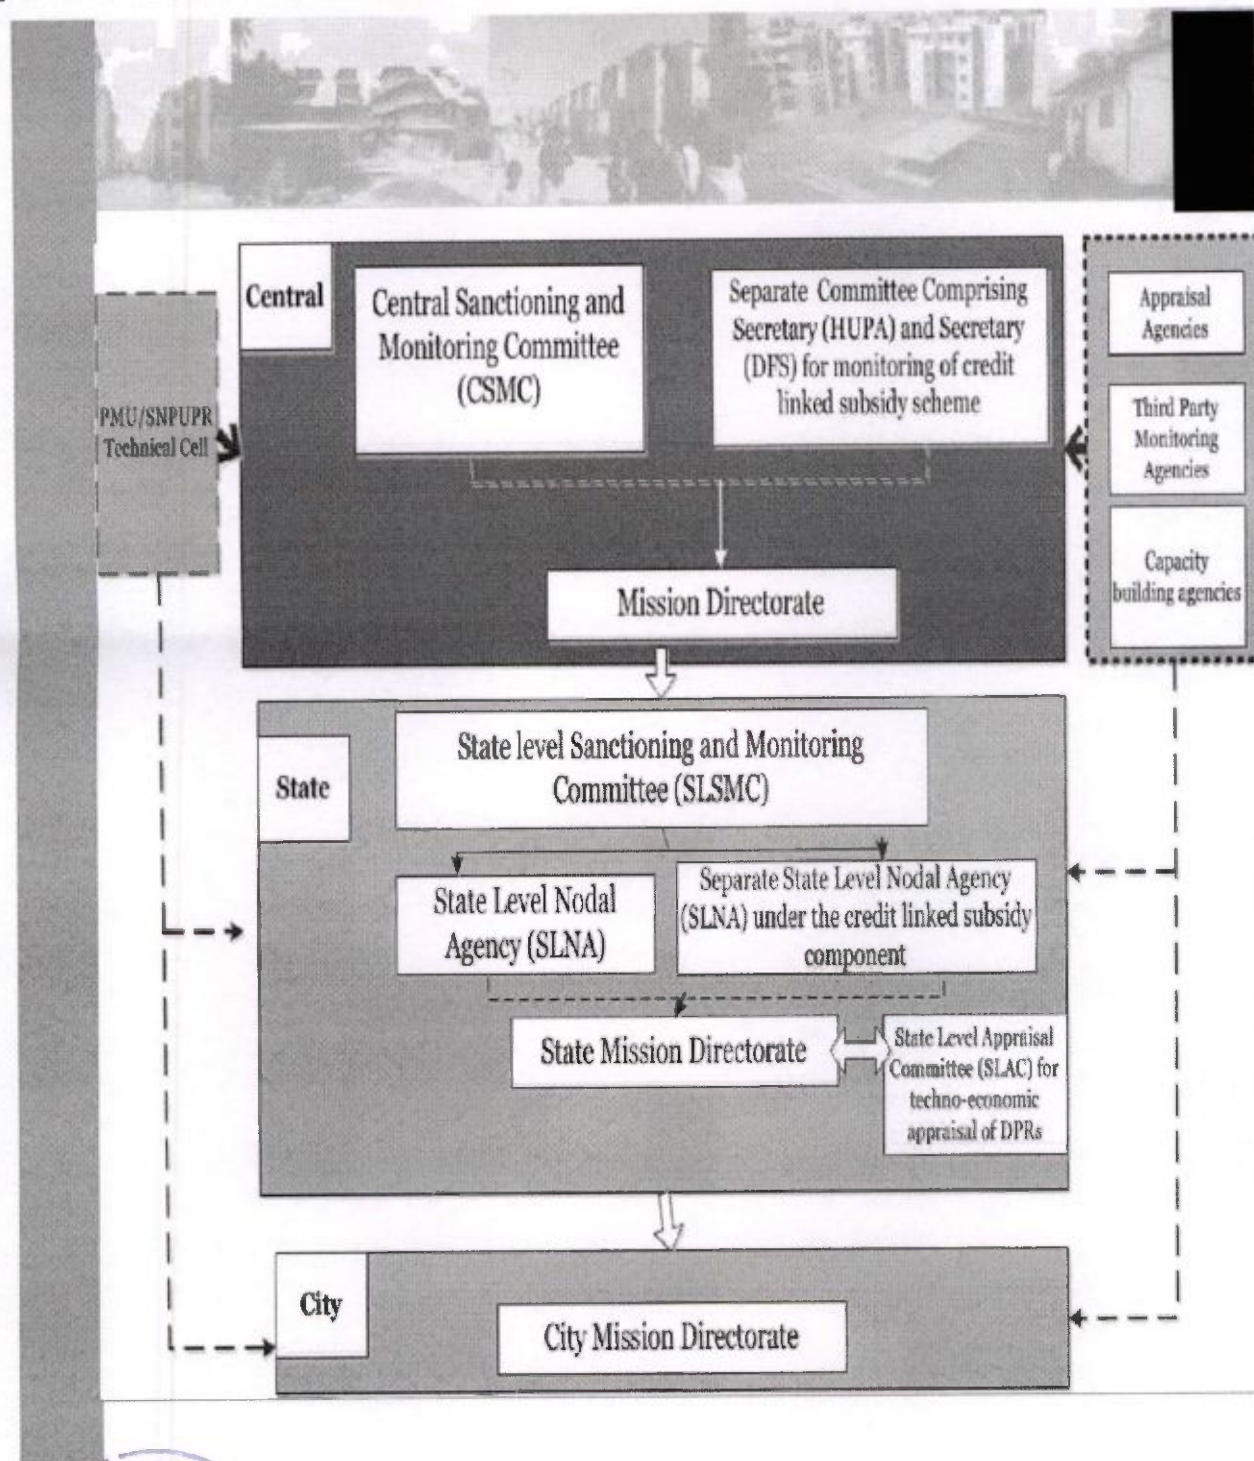 Central
Central Sanctioning and
Monitoring Committee
(CSMC)
Separate Committee Comprising
Secretary (HUPA) and Secretary
(DFS) for monitoring of credit
linked subsidy scheme
Appraisal
Agencies
PMU/SNPUPR
Technical Cell
Third Party
Monitoring
Agencies
Capacity
building agencies
Mission Directorate
State
State level Sanctioning and Monitoring
Committee (SLSMC)
State Level Nodal
Agency (SLNA)
Separate State Level Nodal Agency
(SLNA) under the credit linked subsidy
component
State Mission Directorate
State Level Appraisal
Committee (SLAC) for
techno-economic
appraisal of DPRs
City
City Mission Directorate